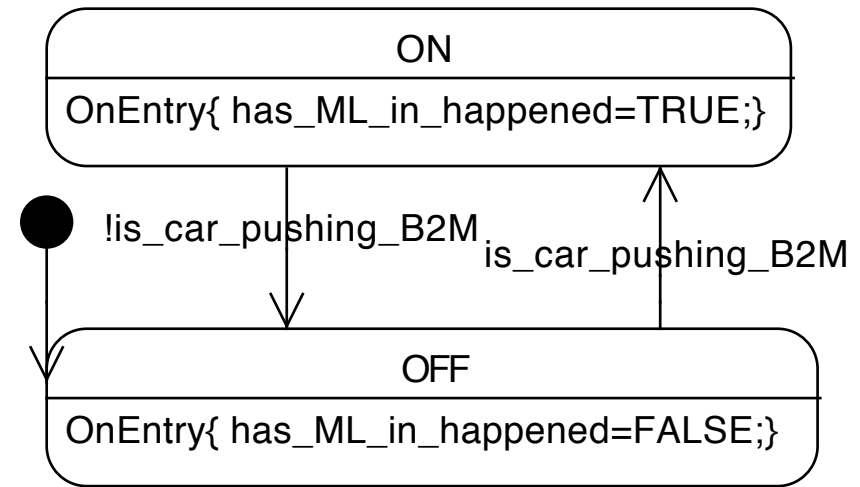 ON
OnEntry{ has_ML_in_happened=TRUE;}
!is_car_pushing_B2M
is_car_pushing_B2M
OFF
OnEntry{ has_ML_in_happened=FALSE;}